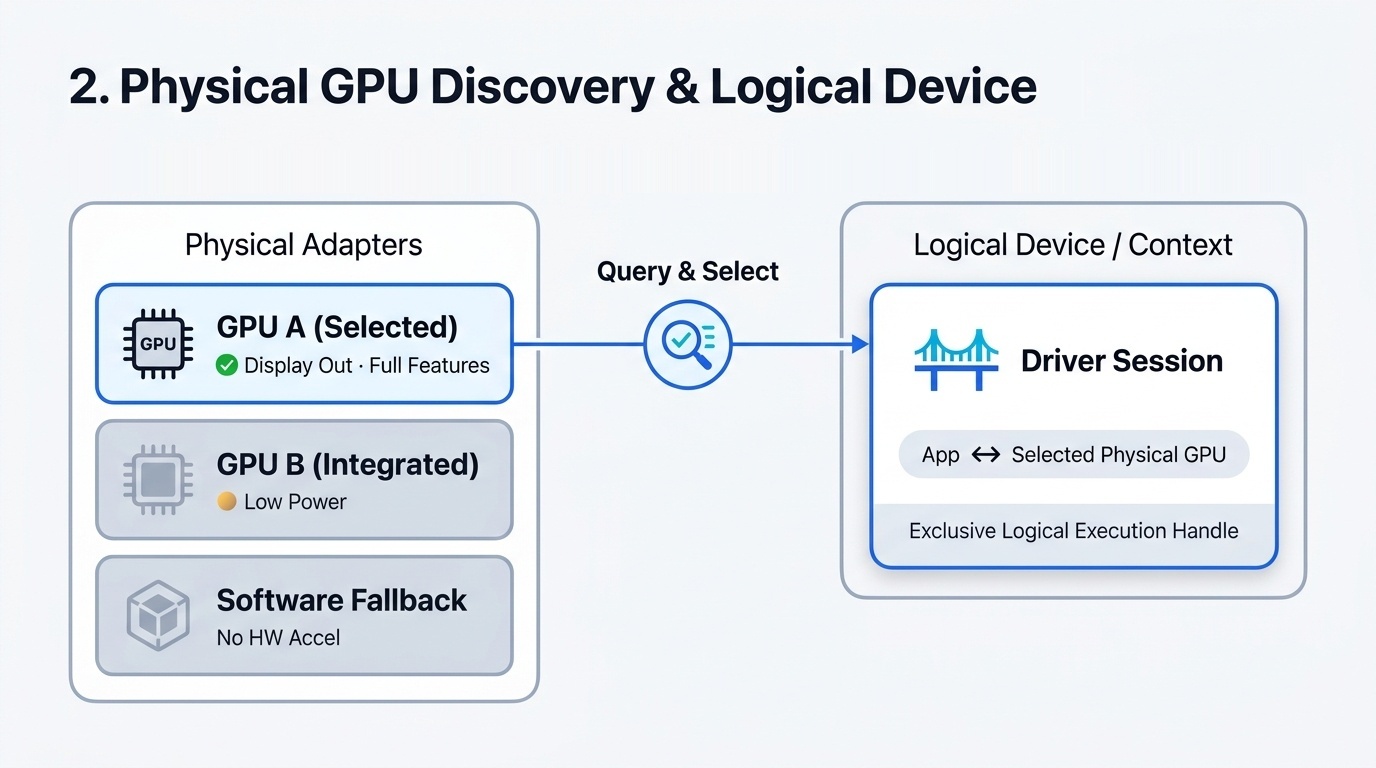 2. Physical GPU Discovery & Logical Device
Physical Adapters
GPU
GPU A (Selected)
Display Out · Full Features
GPU B (Integrated)
Low Power
Software Fallback
No HW Accel
Query & Select
Logical Device / Context
Driver Session
App ↔ Selected Physical GPU
Exclusive Logical Execution Handle